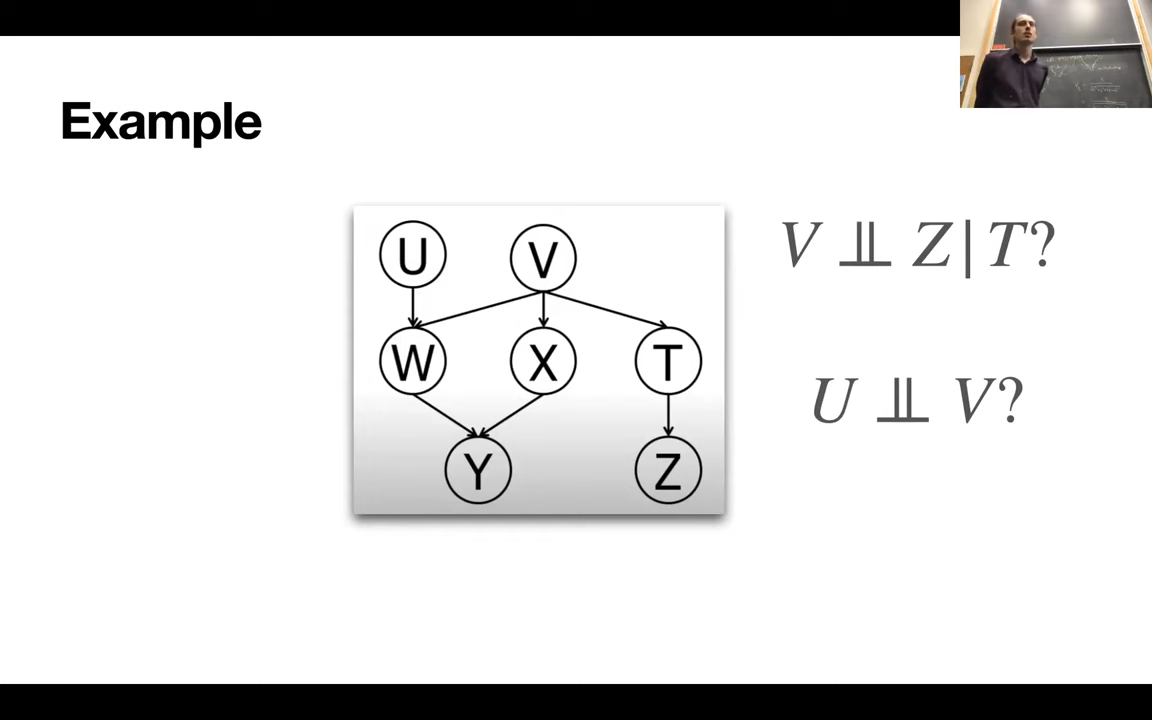 Example
U V
W X T
Y Z
V ⫫ Z | T?
U ⫫ V?